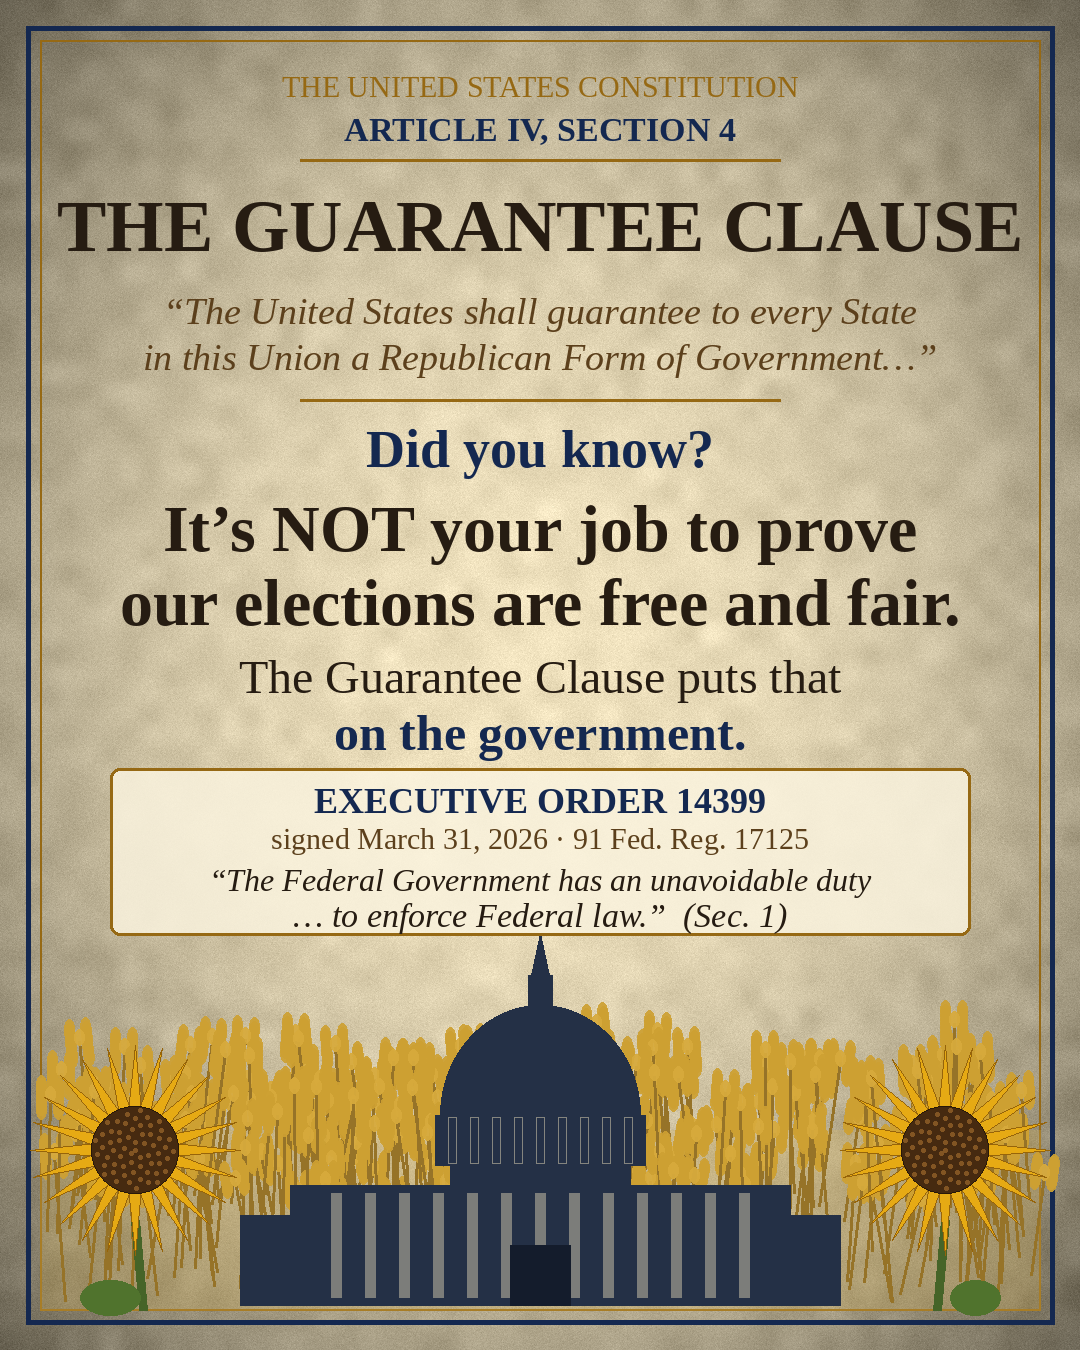 THE UNITED STATES CONSTITUTION
ARTICLE IV, SECTION 4
THE GUARANTEE CLAUSE
“The United States shall guarantee to every State
in this Union a Republican Form of Government…”
Did you know?
It’s NOT your job to prove
our elections are free and fair.
The Guarantee Clause puts that
on the government.
EXECUTIVE ORDER 14399
signed March 31, 2026 · 91 Fed. Reg. 17125
“The Federal Government has an unavoidable duty
… to enforce Federal law.” (Sec. 1)